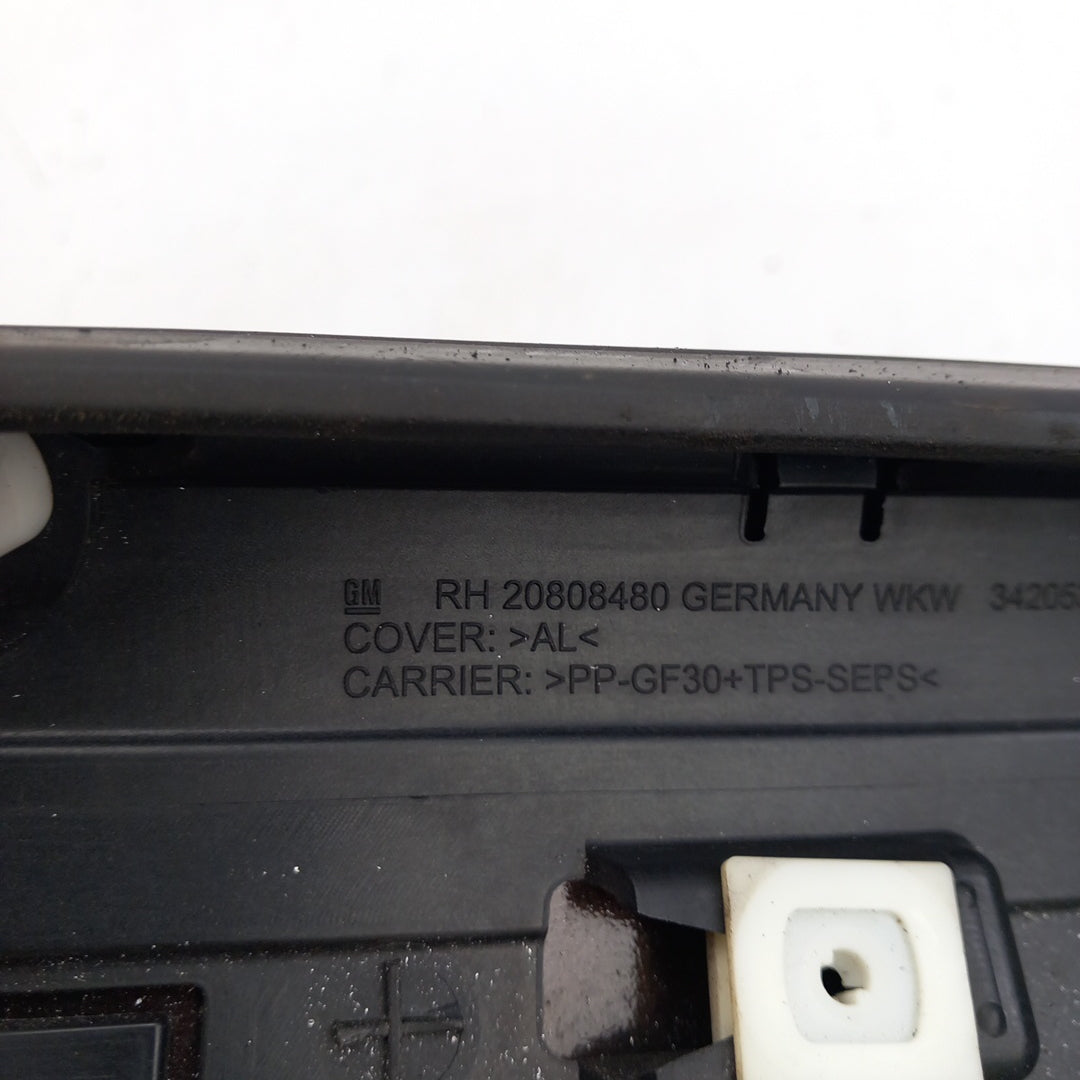 GM RH 20808480 GERMANY WKW
COVER: >AL<
CARRIER: >PP-GF30+TPS-SEPS<